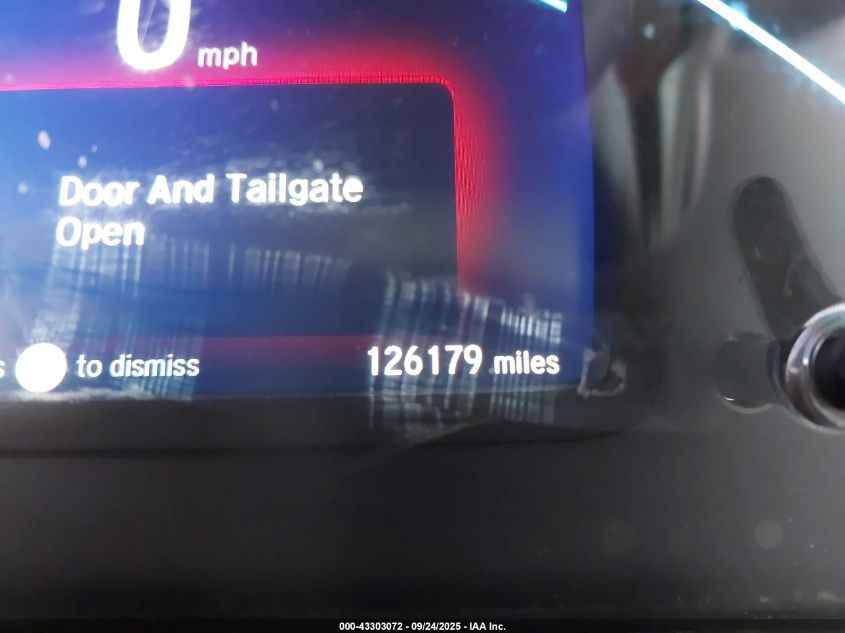 0 mph
Door And Tailgate
Open
s to dismiss
126179 miles
000-43303072 - 09/24/2025 - IAA Inc.